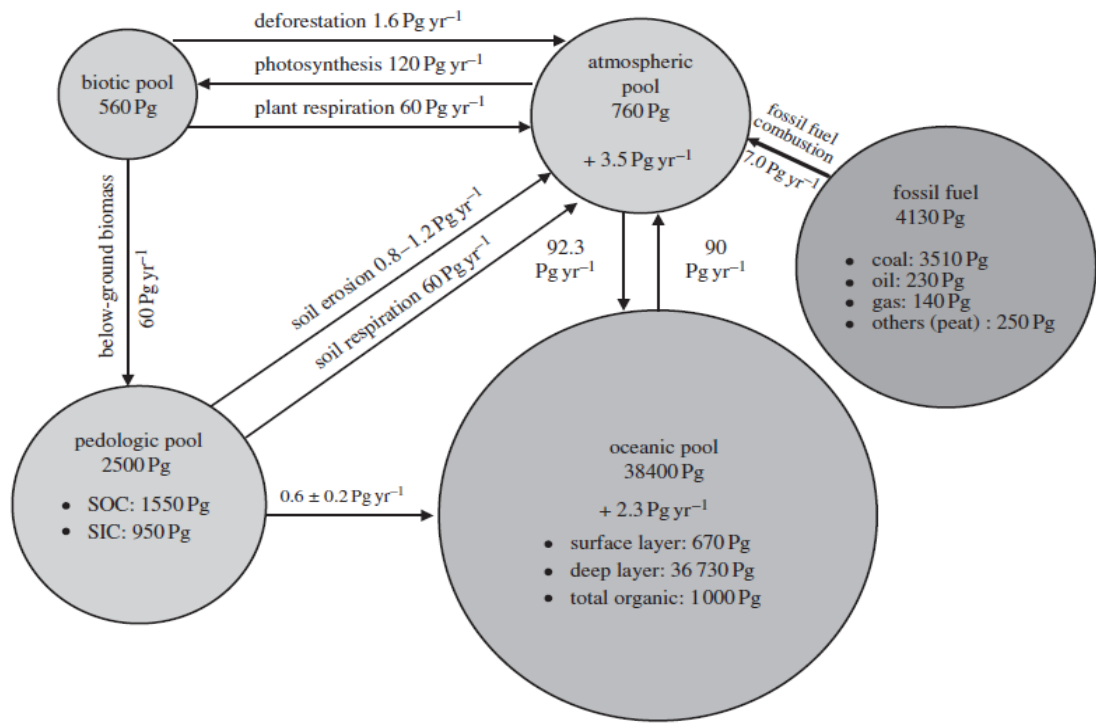 deforestation 1.6 Pg yr⁻¹
photosynthesis 120 Pg yr⁻¹
plant respiration 60 Pg yr⁻¹
biotic pool
560 Pg
atmospheric
pool
760 Pg
+ 3.5 Pg yr⁻¹
fossil fuel
combustion
7.0 Pg yr⁻¹
fossil fuel
4130 Pg
• coal: 3510 Pg
• oil: 230 Pg
• gas: 140 Pg
• others (peat) : 250 Pg
below-ground biomass
60 Pg yr⁻¹
soil erosion 0.8–1.2 Pg yr⁻¹
soil respiration 60 Pg yr⁻¹
92.3
Pg yr⁻¹
90
Pg yr⁻¹
pedologic pool
2500 Pg
• SOC: 1550 Pg
• SIC: 950 Pg
0.6 ± 0.2 Pg yr⁻¹
oceanic pool
38400 Pg
+ 2.3 Pg yr⁻¹
• surface layer: 670 Pg
• deep layer: 36 730 Pg
• total organic: 1000 Pg